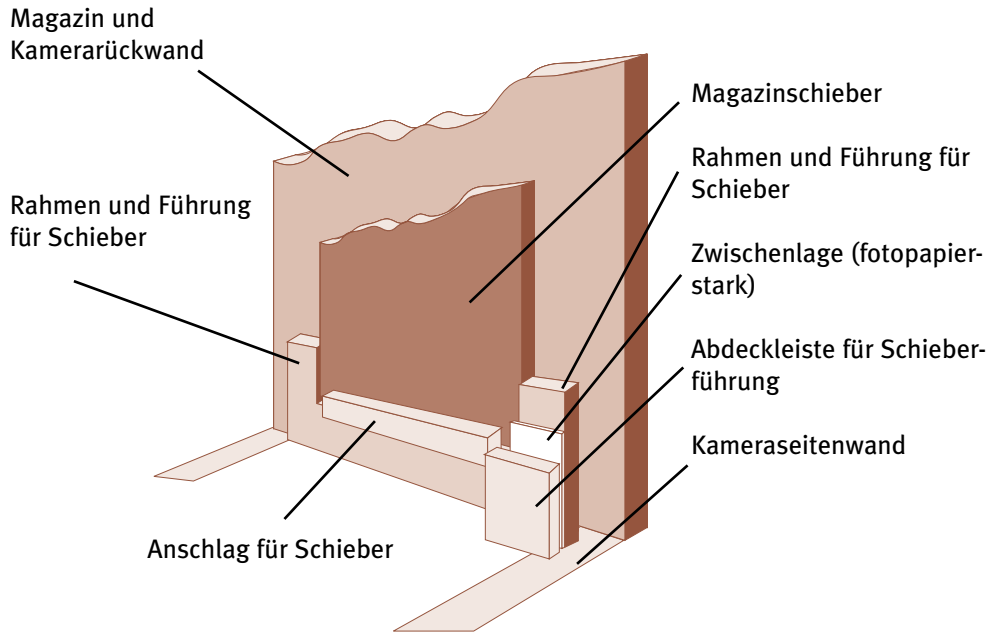 Magazin und
Kamerarückwand
Magazinschieber
Rahmen und Führung für
Schieber
Rahmen und Führung
für Schieber
Zwischenlage (fotopapier-
stark)
Abdeckleiste für Schieber-
führung
Kameraseitenwand
Anschlag für Schieber